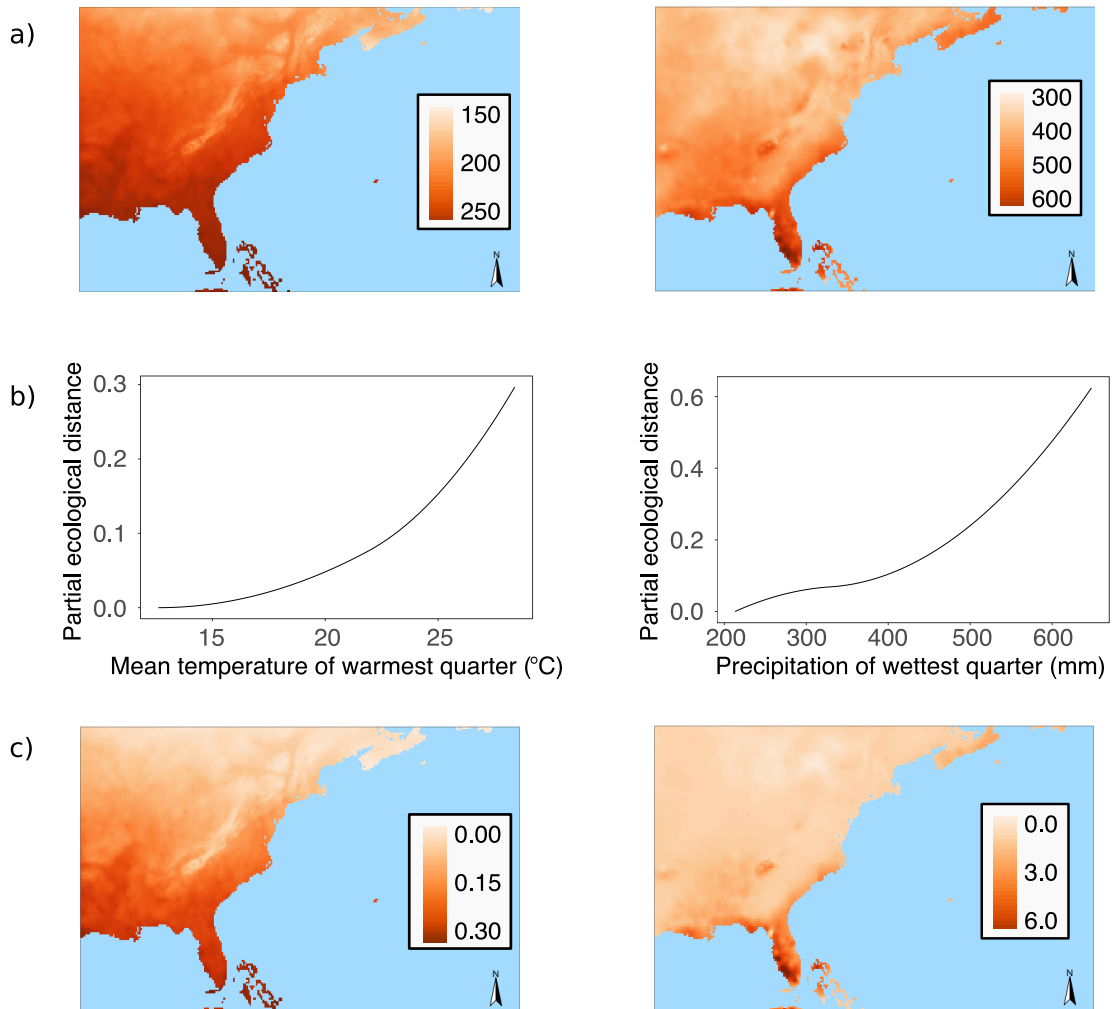 a)
150
200
250
N
300
400
500
600
N
b)
Partial ecological distance
0.3
0.2
0.1
0.0
15
20
25
Mean temperature of warmest quarter (°C)
Partial ecological distance
0.6
0.4
0.2
0.0
200
300
400
500
600
Precipitation of wettest quarter (mm)
c)
0.00
0.15
0.30
N
0.0
3.0
6.0
N